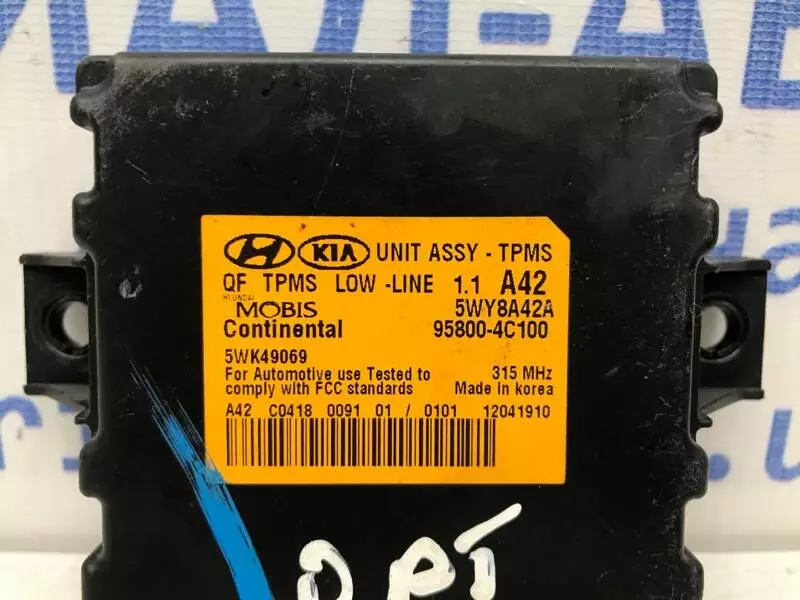 HYUNDAI KIA UNIT ASSY - TPMS
QF TPMS LOW -LINE 1.1 A42
HYUNDAI
MOBIS 5WY8A42A
Continental 95800-4C100
5WK49069
For Automotive use Tested to 315 MHz
comply with FCC standards Made in korea
A42 C0418 0091 01 / 0101 12041910